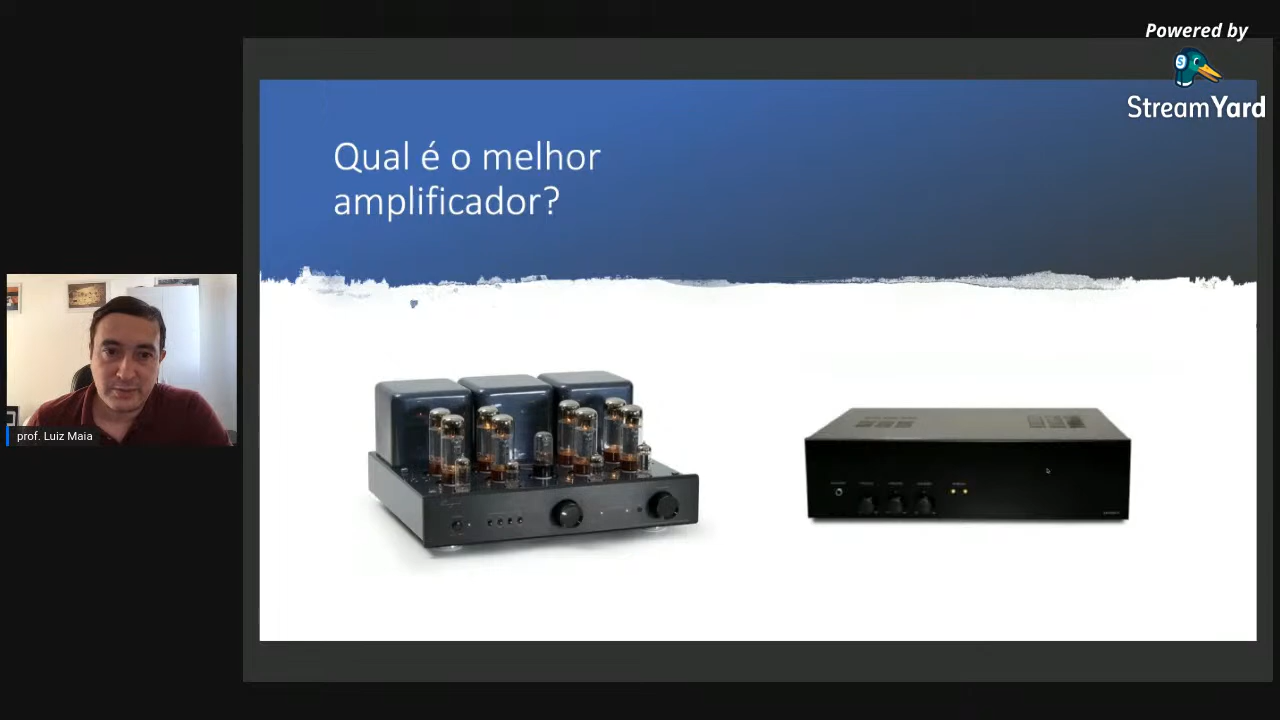 Powered by
StreamYard
Qual é o melhor
amplificador?
prof. Luiz Maia